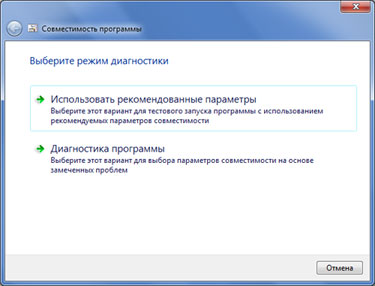 Совместимость программы
Выберите режим диагностики
Использовать рекомендованные параметры
Выберите этот вариант для тестового запуска программы с использованием
рекомендуемых параметров совместимости
Диагностика программы
Выберите этот вариант для выбора параметров совместимости на основе
замеченных проблем
Отмена